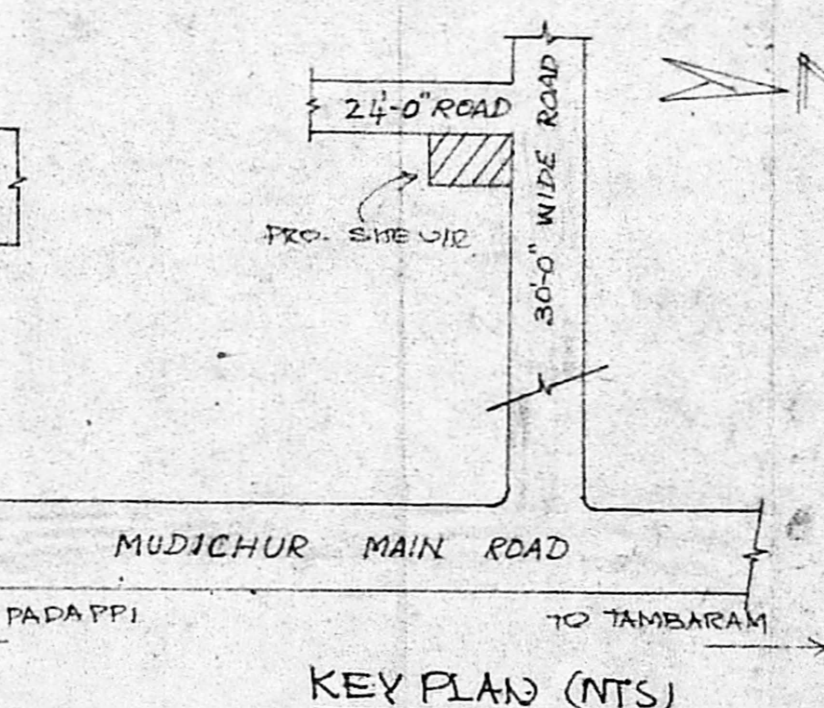 24'-0" ROAD
30'-0" WIDE ROAD
N
PRO. SITE U/R
MUDICHUR MAIN ROAD
PADAPPI
TO TAMBARAM
KEY PLAN (NTS)